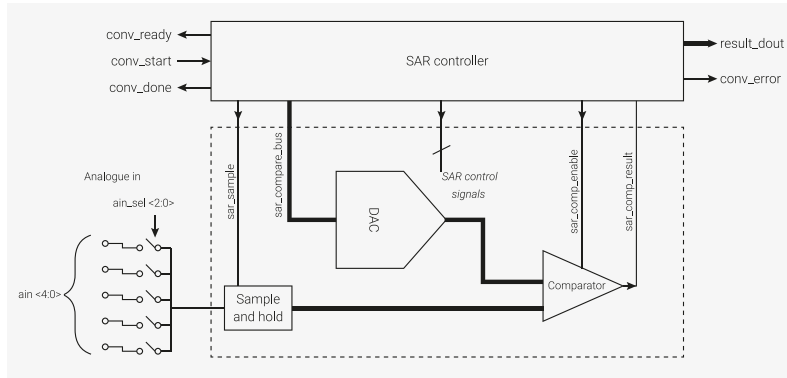 conv_ready
conv_start
conv_done
SAR controller
result_dout
conv_error
sar_sample
sar_compare_bus
SAR control
signals
sar_comp_enable
sar_comp_result
Analogue in
ain_sel <2:0>
DAC
ain <4:0>
Sample
and hold
Comparator